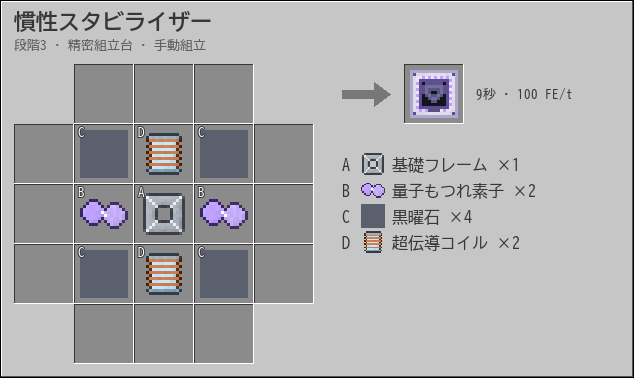 慣性スタビライザー
段階3 · 精密組立台 · 手動組立
9秒 · 100 FE/t
C D C
B A B
C D C
A 基礎フレーム ×1
B 量子もつれ素子 ×2
C 黒曜石 ×4
D 超伝導コイル ×2